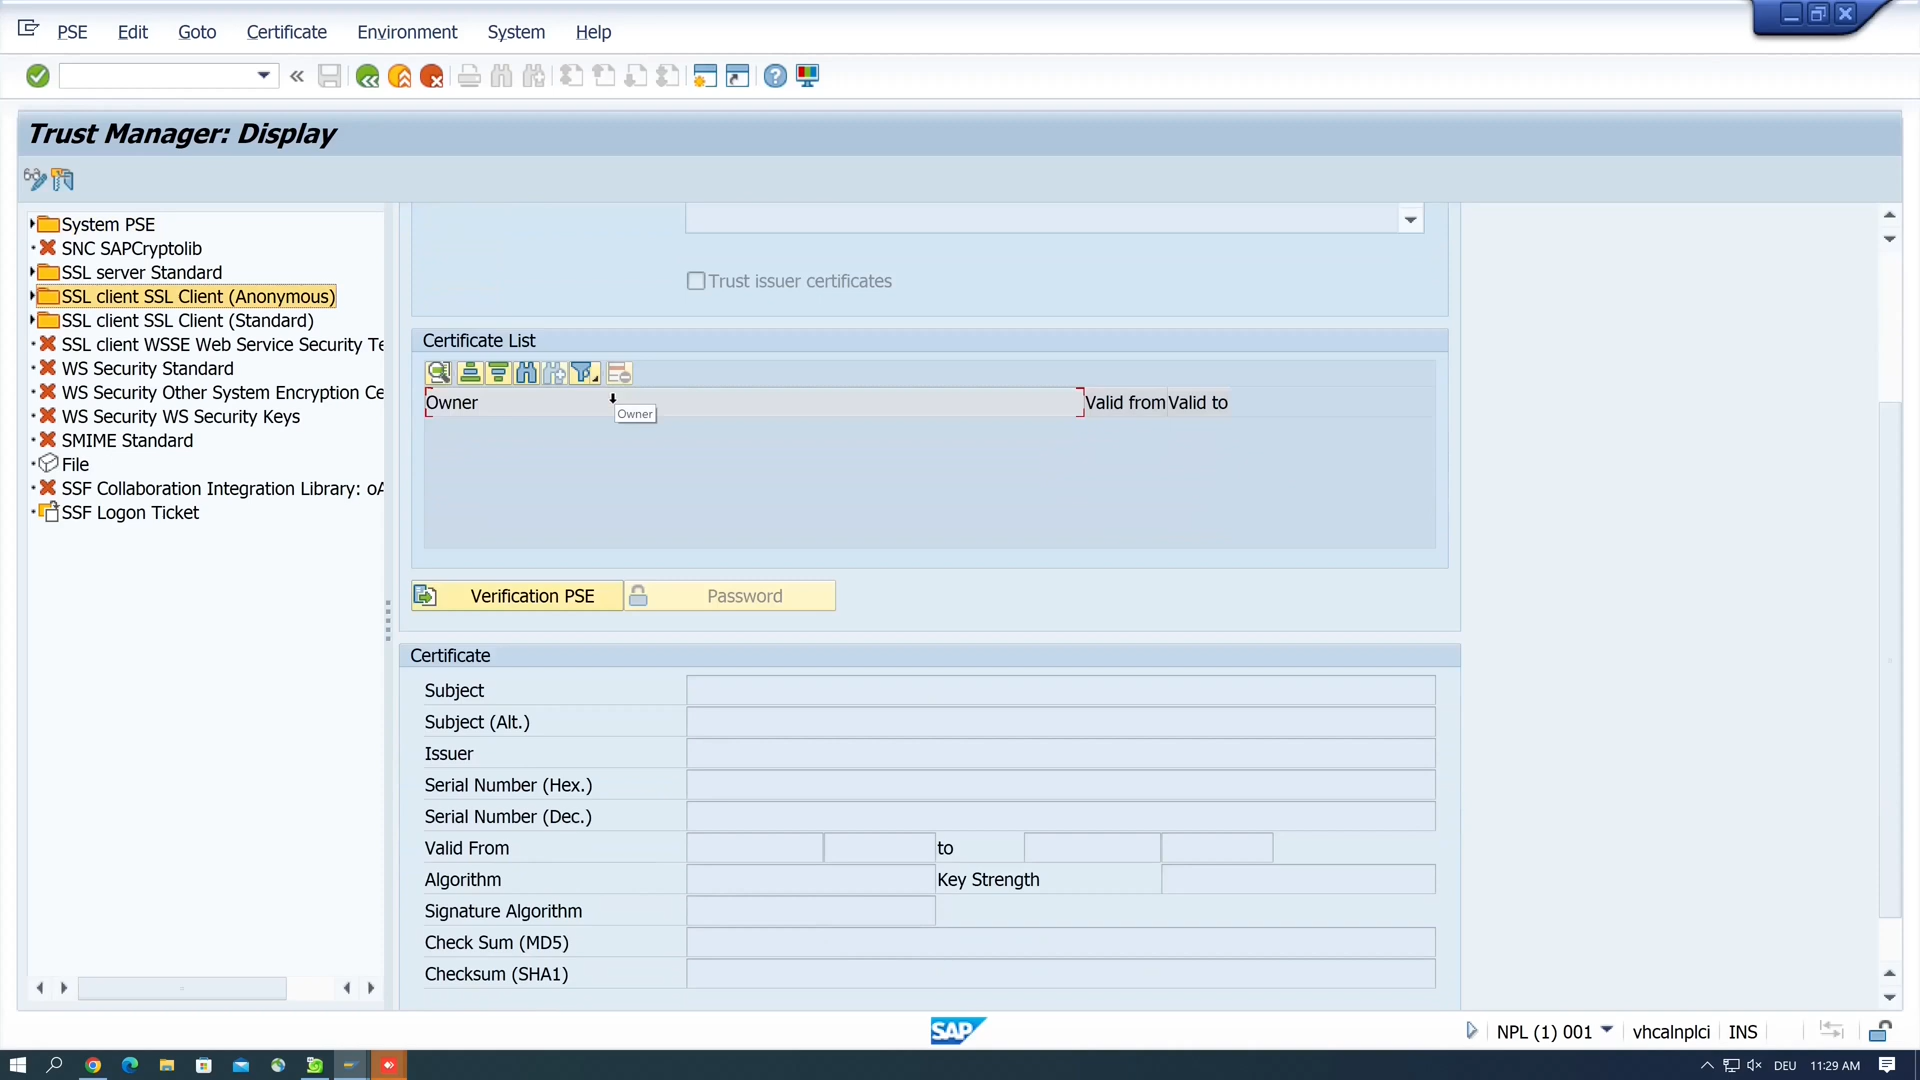 PSE Edit Goto Certificate Environment System Help
Trust Manager: Display
System PSE
SNC SAPCryptolib
SSL server Standard
SSL client SSL Client (Anonymous)
SSL client SSL Client (Standard)
SSL client WSSE Web Service Security Te
WS Security Standard
WS Security Other System Encryption Ce
WS Security WS Security Keys
SMIME Standard
File
SSF Collaboration Integration Library: oA
SSF Logon Ticket
Trust issuer certificates
Certificate List
Owner Valid from Valid to
Owner
Verification PSE Password
Certificate
Subject
Subject (Alt.)
Issuer
Serial Number (Hex.)
Serial Number (Dec.)
Valid From to
Algorithm Key Strength
Signature Algorithm
Check Sum (MD5)
Checksum (SHA1)
SAP NPL (1) 001 vhcalnplci INS
DEU 11:29 AM